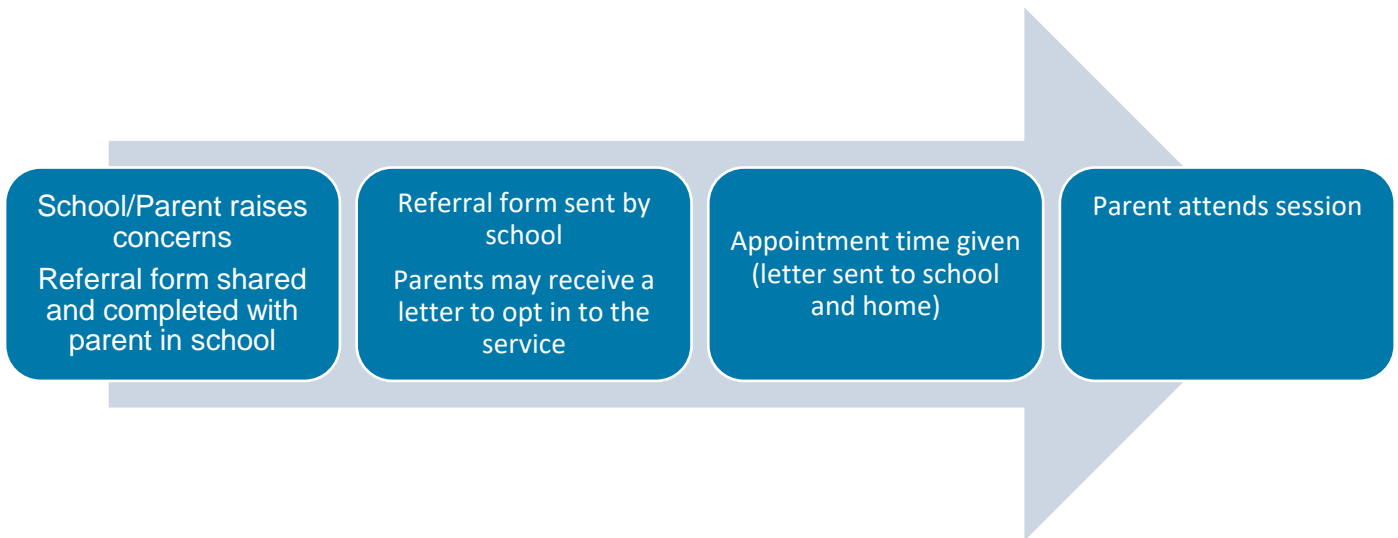 School/Parent raises
concerns
Referral form shared
and completed with
parent in school
Referral form sent by
school
Parents may receive a
letter to opt in to the
service
Appointment time given
(letter sent to school
and home)
Parent attends session